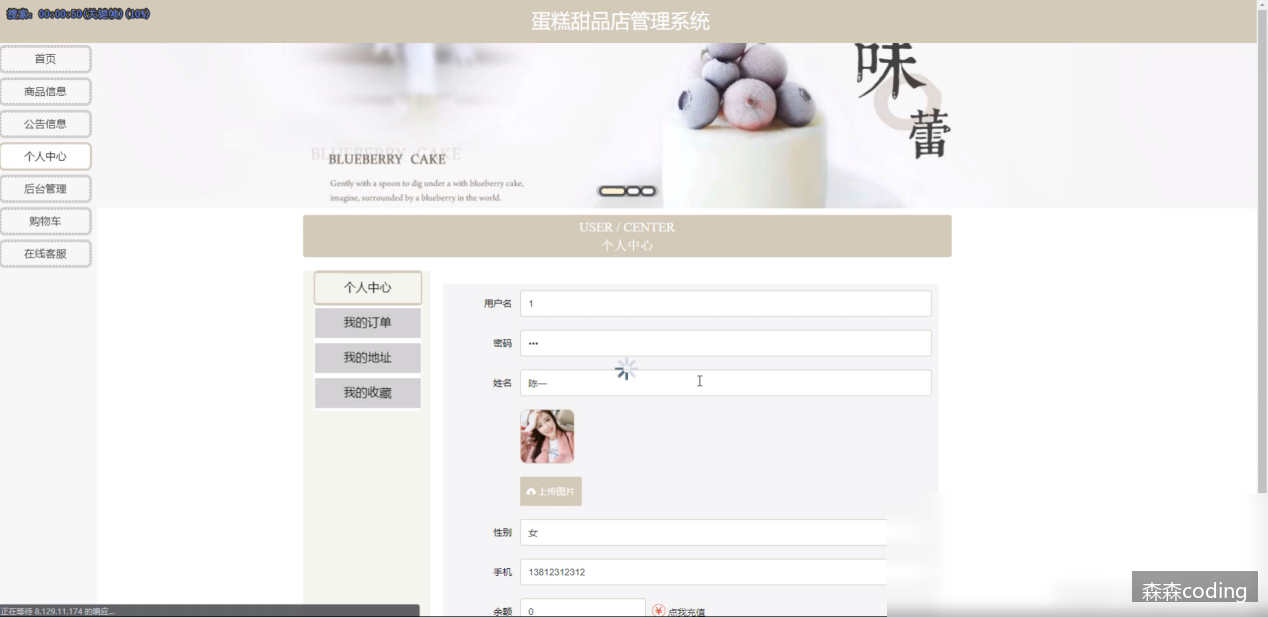 搜索: 00:00:50(关键帧) (10%)
蛋糕甜品店管理系统
首页
商品信息
公告信息
个人中心
后台管理
购物车
在线客服
味
蕾
BLUEBERRY CAKE
BLUEBERRY CAKE
Gently with a spoon to dig under a with blueberry cake,
imagine, surrounded by a blueberry in the world.
USER / CENTER
个人中心
个人中心
我的订单
我的地址
我的收藏
用户名 1
密码 •••
姓名 陈一
上传图片
性别 女
手机 13812312312
余额 0 ¥ 点我充值
正在等待 8.129.11.174 的响应...
森森coding